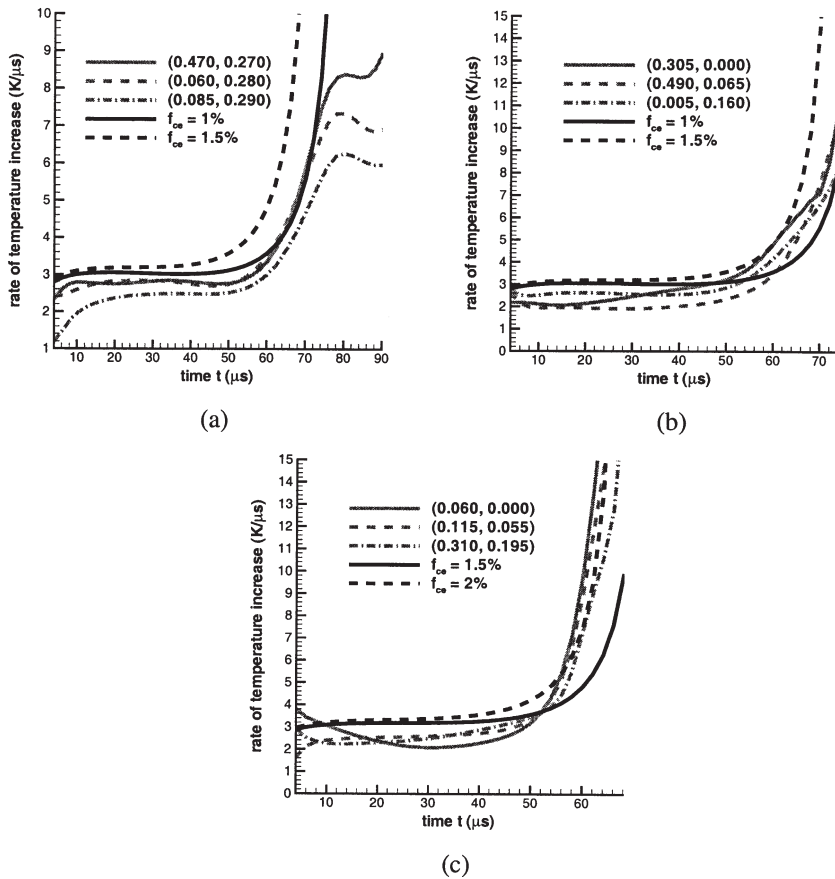 10
9
8
7
6
5
4
3
2
1
rate of temperature increase (K/μs)
(0.470, 0.270)
(0.060, 0.280)
(0.085, 0.290)
f_ce = 1%
f_ce = 1.5%
10 20 30 40 50 60 70 80 90
time t (μs)
(a)
15
14
13
12
11
10
9
8
7
6
5
4
3
2
1
0
rate of temperature increase (K/μs)
(0.305, 0.000)
(0.490, 0.065)
(0.005, 0.160)
f_ce = 1%
f_ce = 1.5%
10 20 30 40 50 60 70
time t (μs)
(b)
15
14
13
12
11
10
9
8
7
6
5
4
3
2
1
0
rate of temperature increase (K/μs)
(0.060, 0.000)
(0.115, 0.055)
(0.310, 0.195)
f_ce = 1.5%
f_ce = 2%
10 20 30 40 50 60
time t (μs)
(c)